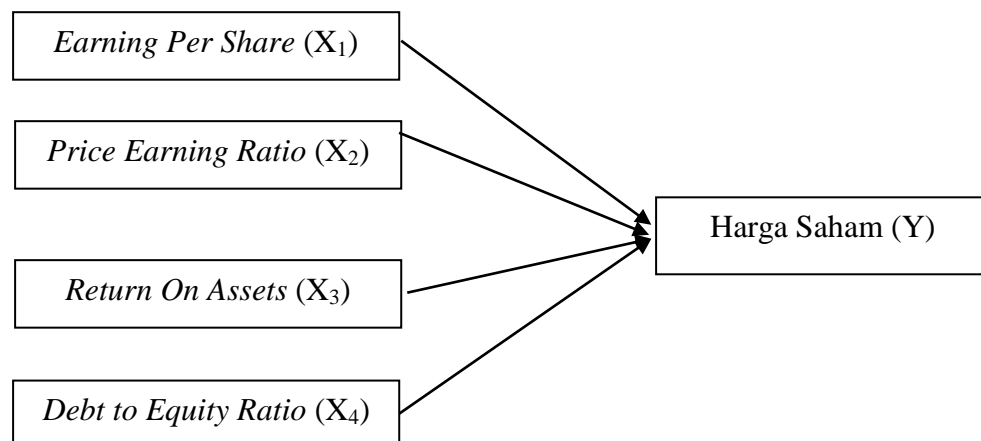 Earning Per Share (X₁)
Price Earning Ratio (X₂)
Harga Saham (Y)
Return On Assets (X₃)
Debt to Equity Ratio (X₄)